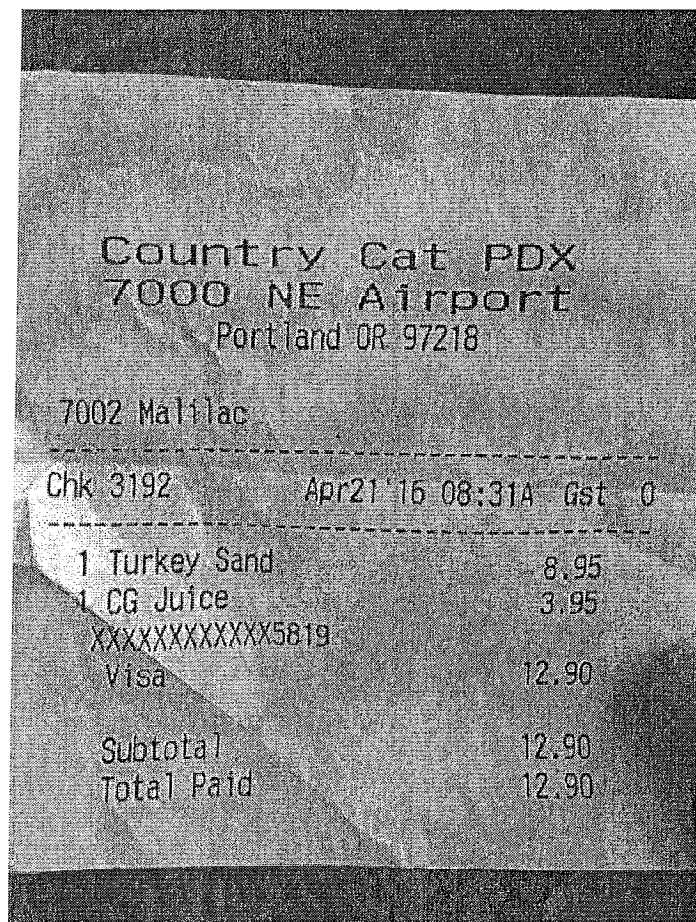 Country Cat PDX
7000 NE Airport
Portland OR 97218
7002 Malilac
Chk 3192 Apr21'16 08:31A Gst 0
1 Turkey Sand 8.95
1 CG Juice 3.95
XXXXXXXXXXXX5819
Visa 12.90
Subtotal 12.90
Total Paid 12.90